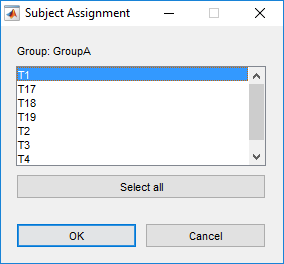 Subject Assignment
Group: GroupA
T1
T17
T18
T19
T2
T3
T4
Select all
OK
Cancel